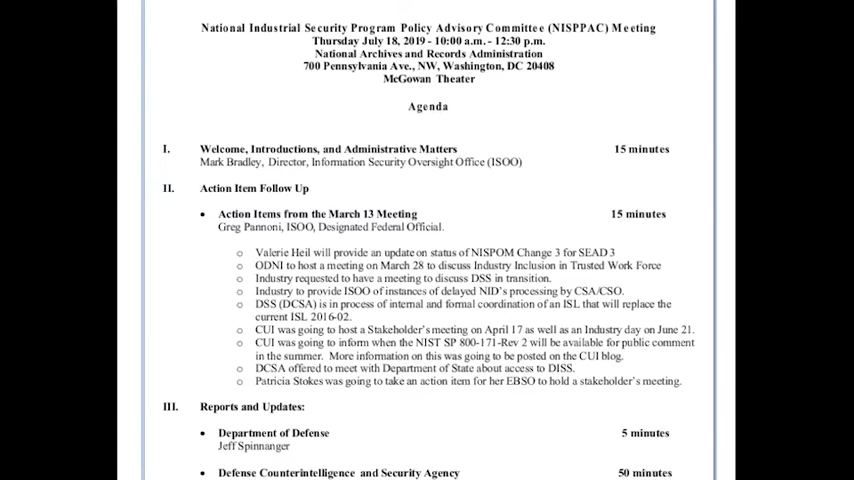 National Industrial Security Program Policy Advisory Committee (NISPPAC) Meeting
Thursday July 18, 2019 - 10:00 a.m. - 12:30 p.m.
National Archives and Records Administration
700 Pennsylvania Ave., NW, Washington, DC 20408
McGowan Theater
Agenda
I. Welcome, Introductions, and Administrative Matters 15 minutes
Mark Bradley, Director, Information Security Oversight Office (ISOO)
II. Action Item Follow Up
• Action Items from the March 13 Meeting 15 minutes
Greg Pannoni, ISOO, Designated Federal Official.
o Valerie Heil will provide an update on status of NISPOM Change 3 for SEAD 3
o ODNI to host a meeting on March 28 to discuss Industry Inclusion in Trusted Work Force
o Industry requested to have a meeting to discuss DSS in transition.
o Industry to provide ISOO of instances of delayed NID's processing by CSA/CSO.
o DSS (DCSA) is in process of internal and formal coordination of an ISL that will replace the
current ISL 2016-02.
o CUI was going to host a Stakeholder's meeting on April 17 as well as an Industry day on June 21.
o CUI was going to inform when the NIST SP 800-171-Rev 2 will be available for public comment
in the summer. More information on this was going to be posted on the CUI blog.
o DCSA offered to meet with Department of State about access to DISS.
o Patricia Stokes was going to take an action item for her EBSO to hold a stakeholder's meeting.
III. Reports and Updates:
• Department of Defense 5 minutes
Jeff Spinnanger
• Defense Counterintelligence and Security Agency 50 minutes